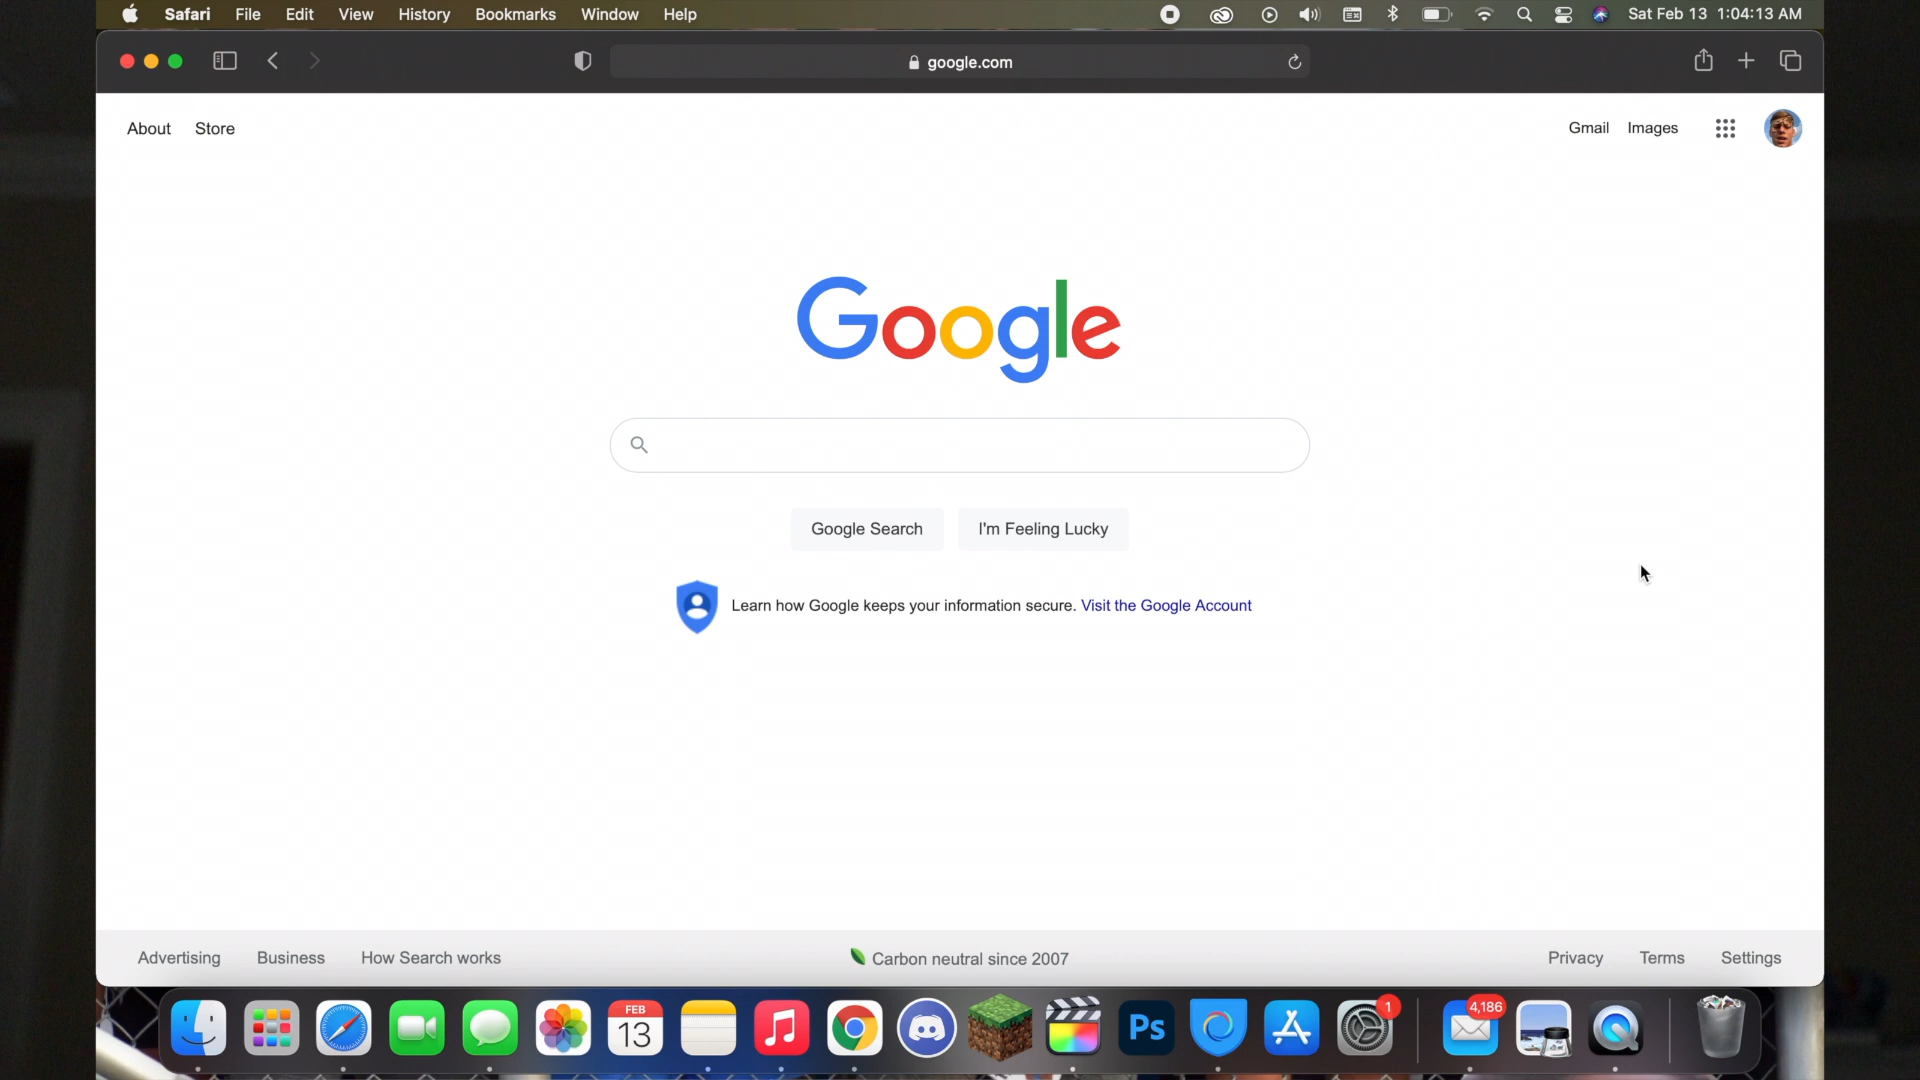 Safari File Edit View History Bookmarks Window Help Sat Feb 13 1:04:13 AM
google.com
About Store Gmail Images
Google
Google Search I'm Feeling Lucky
Learn how Google keeps your information secure. Visit the Google Account
Advertising Business How Search works Carbon neutral since 2007 Privacy Terms Settings
FEB 1 4,186
13 Ps